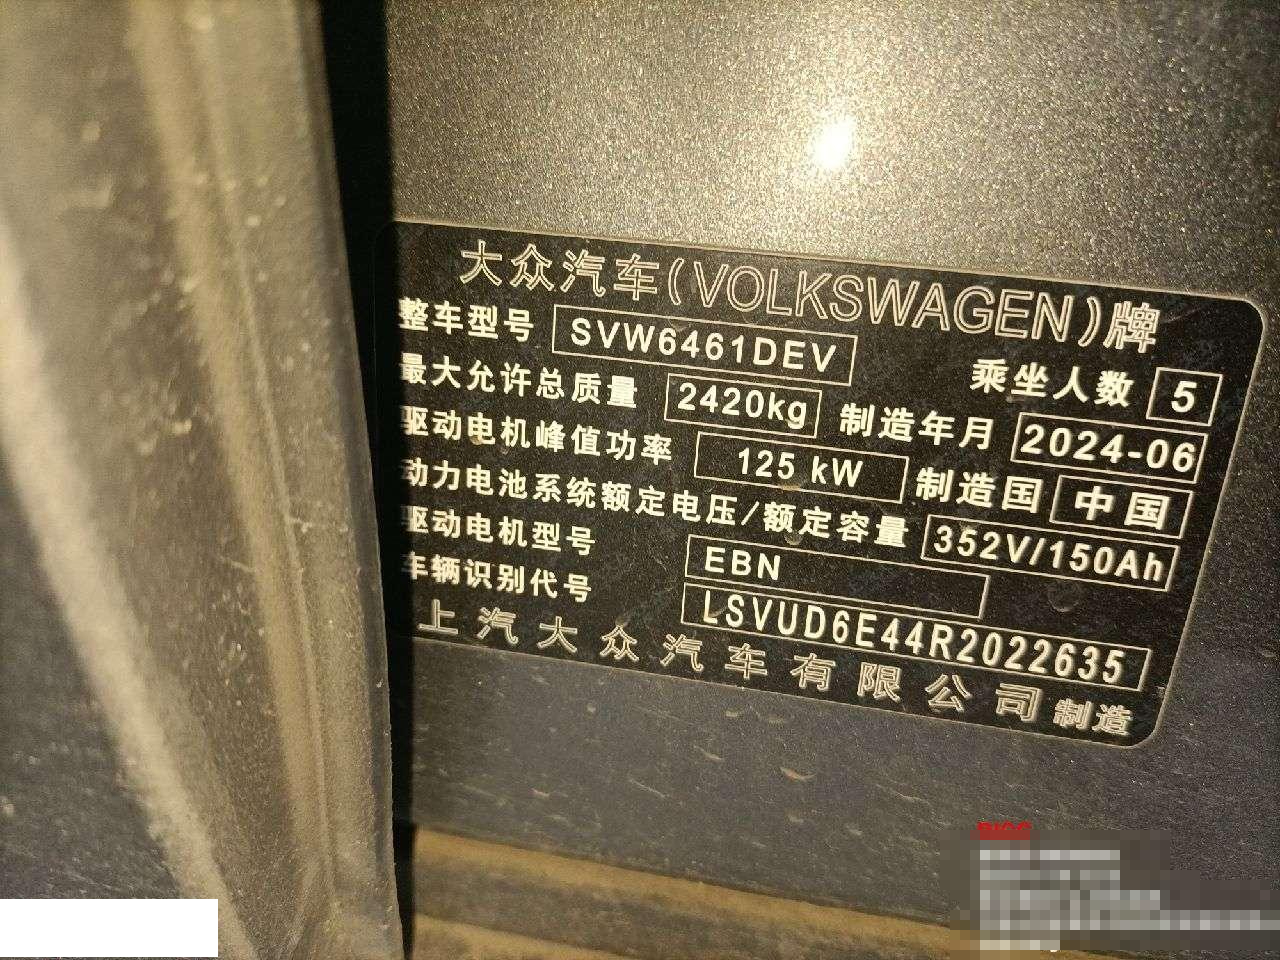 大众汽车(VOLKSWAGEN)牌
整车型号 SVW6461DEV 乘坐人数 5
最大允许总质量 2420kg 制造年月 2024-06
驱动电机峰值功率 125 kW 制造国 中国
动力电池系统额定电压/额定容量 352V/150Ah
驱动电机型号 EBN
车辆识别代号 LSVUD6E44R2022635
上汽大众汽车有限公司制造